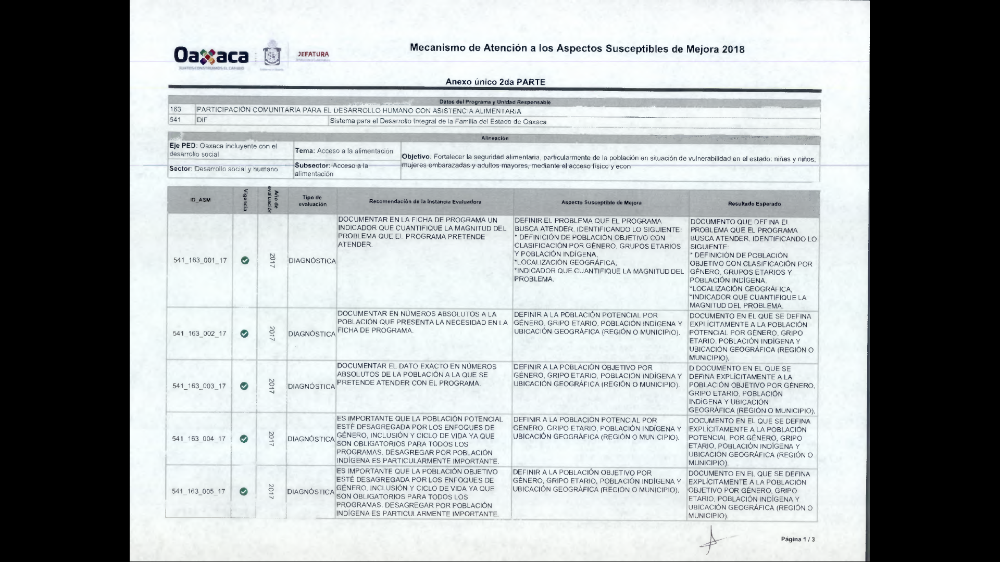 Oaxaca
JUNTOS CONSTRUIMOS EL CAMBIO
JEFATURA
Mecanismo de Atención a los Aspectos Susceptibles de Mejora 2018
Anexo único 2da PARTE
Datos del Programa y Unidad Responsable
163 PARTICIPACIÓN COMUNITARIA PARA EL DESARROLLO HUMANO CON ASISTENCIA ALIMENTARIA
541 DIF Sistema para el Desarrollo Integral de la Familia del Estado de Oaxaca
Alineación
Eje PED: Oaxaca incluyente con el
desarrollo social
Tema: Acceso a la alimentación
Objetivo: Fortalecer la seguridad alimentaria, particularmente de la población en situación de vulnerabilidad en el estado: niñas y niños,
mujeres embarazadas y adultos mayores, mediante el acceso físico y econ
Sector: Desarrollo social y humano
Subsector: Acceso a la
alimentación
ID_ASM
Vigencia
Año de
evaluación
Tipo de
evaluación
Recomendación de la Instancia Evaluadora
Aspecto Susceptible de Mejora
Resultado Esperado
541_163_001_17
2017
DIAGNÓSTICA
DOCUMENTAR EN LA FICHA DE PROGRAMA UN
INDICADOR QUE CUANTIFIQUE LA MAGNITUD DEL
PROBLEMA QUE EL PROGRAMA PRETENDE
ATENDER.
DEFINIR EL PROBLEMA QUE EL PROGRAMA
BUSCA ATENDER, IDENTIFICANDO LO SIGUIENTE:
* DEFINICIÓN DE POBLACIÓN OBJETIVO CON
CLASIFICACIÓN POR GÉNERO, GRUPOS ETARIOS
Y POBLACIÓN INDÍGENA,
*LOCALIZACIÓN GEOGRÁFICA,
*INDICADOR QUE CUANTIFIQUE LA MAGNITUD DEL
PROBLEMA.
DOCUMENTO QUE DEFINA EL
PROBLEMA QUE EL PROGRAMA
BUSCA ATENDER, IDENTIFICANDO LO
SIGUIENTE:
* DEFINICIÓN DE POBLACIÓN
OBJETIVO CON CLASIFICACIÓN POR
GÉNERO, GRUPOS ETARIOS Y
POBLACIÓN INDÍGENA,
*LOCALIZACIÓN GEOGRÁFICA,
*INDICADOR QUE CUANTIFIQUE LA
MAGNITUD DEL PROBLEMA.
541_163_002_17
2017
DIAGNÓSTICA
DOCUMENTAR EN NÚMEROS ABSOLUTOS A LA
POBLACIÓN QUE PRESENTA LA NECESIDAD EN LA
FICHA DE PROGRAMA.
DEFINIR A LA POBLACIÓN POTENCIAL POR
GÉNERO, GRIPO ETARIO, POBLACIÓN INDÍGENA Y
UBICACIÓN GEOGRÁFICA (REGIÓN O MUNICIPIO).
DOCUMENTO EN EL QUE SE DEFINA
EXPLÍCITAMENTE A LA POBLACIÓN
POTENCIAL POR GÉNERO, GRIPO
ETARIO, POBLACIÓN INDÍGENA Y
UBICACIÓN GEOGRÁFICA (REGIÓN O
MUNICIPIO).
541_163_003_17
2017
DIAGNÓSTICA
DOCUMENTAR EL DATO EXACTO EN NÚMEROS
ABSOLUTOS DE LA POBLACIÓN A LA QUE SE
PRETENDE ATENDER CON EL PROGRAMA.
DEFINIR A LA POBLACIÓN OBJETIVO POR
GÉNERO, GRIPO ETARIO, POBLACIÓN INDÍGENA Y
UBICACIÓN GEOGRÁFICA (REGIÓN O MUNICIPIO).
D DOCUMENTO EN EL QUE SE
DEFINA EXPLÍCITAMENTE A LA
POBLACIÓN OBJETIVO POR GÉNERO,
GRIPO ETARIO, POBLACIÓN
INDÍGENA Y UBICACIÓN
GEOGRÁFICA (REGIÓN O MUNICIPIO).
541_163_004_17
2017
DIAGNÓSTICA
ES IMPORTANTE QUE LA POBLACIÓN POTENCIAL
ESTÉ DESAGREGADA POR LOS ENFOQUES DE
GÉNERO, INCLUSIÓN Y CICLO DE VIDA YA QUE
SON OBLIGATORIOS PARA TODOS LOS
PROGRAMAS. DESAGREGAR POR POBLACIÓN
INDÍGENA ES PARTICULARMENTE IMPORTANTE.
DEFINIR A LA POBLACIÓN POTENCIAL POR
GÉNERO, GRIPO ETARIO, POBLACIÓN INDÍGENA Y
UBICACIÓN GEOGRÁFICA (REGIÓN O MUNICIPIO).
DOCUMENTO EN EL QUE SE DEFINA
EXPLÍCITAMENTE A LA POBLACIÓN
POTENCIAL POR GÉNERO, GRIPO
ETARIO, POBLACIÓN INDÍGENA Y
UBICACIÓN GEOGRÁFICA (REGIÓN O
MUNICIPIO).
541_163_005_17
2017
DIAGNÓSTICA
ES IMPORTANTE QUE LA POBLACIÓN OBJETIVO
ESTÉ DESAGREGADA POR LOS ENFOQUES DE
GÉNERO, INCLUSIÓN Y CICLO DE VIDA YA QUE
SON OBLIGATORIOS PARA TODOS LOS
PROGRAMAS. DESAGREGAR POR POBLACIÓN
INDÍGENA ES PARTICULARMENTE IMPORTANTE.
DEFINIR A LA POBLACIÓN OBJETIVO POR
GÉNERO, GRIPO ETARIO, POBLACIÓN INDÍGENA Y
UBICACIÓN GEOGRÁFICA (REGIÓN O MUNICIPIO).
DOCUMENTO EN EL QUE SE DEFINA
EXPLÍCITAMENTE A LA POBLACIÓN
OBJETIVO POR GÉNERO, GRIPO
ETARIO, POBLACIÓN INDÍGENA Y
UBICACIÓN GEOGRÁFICA (REGIÓN O
MUNICIPIO).
Página 1 / 3